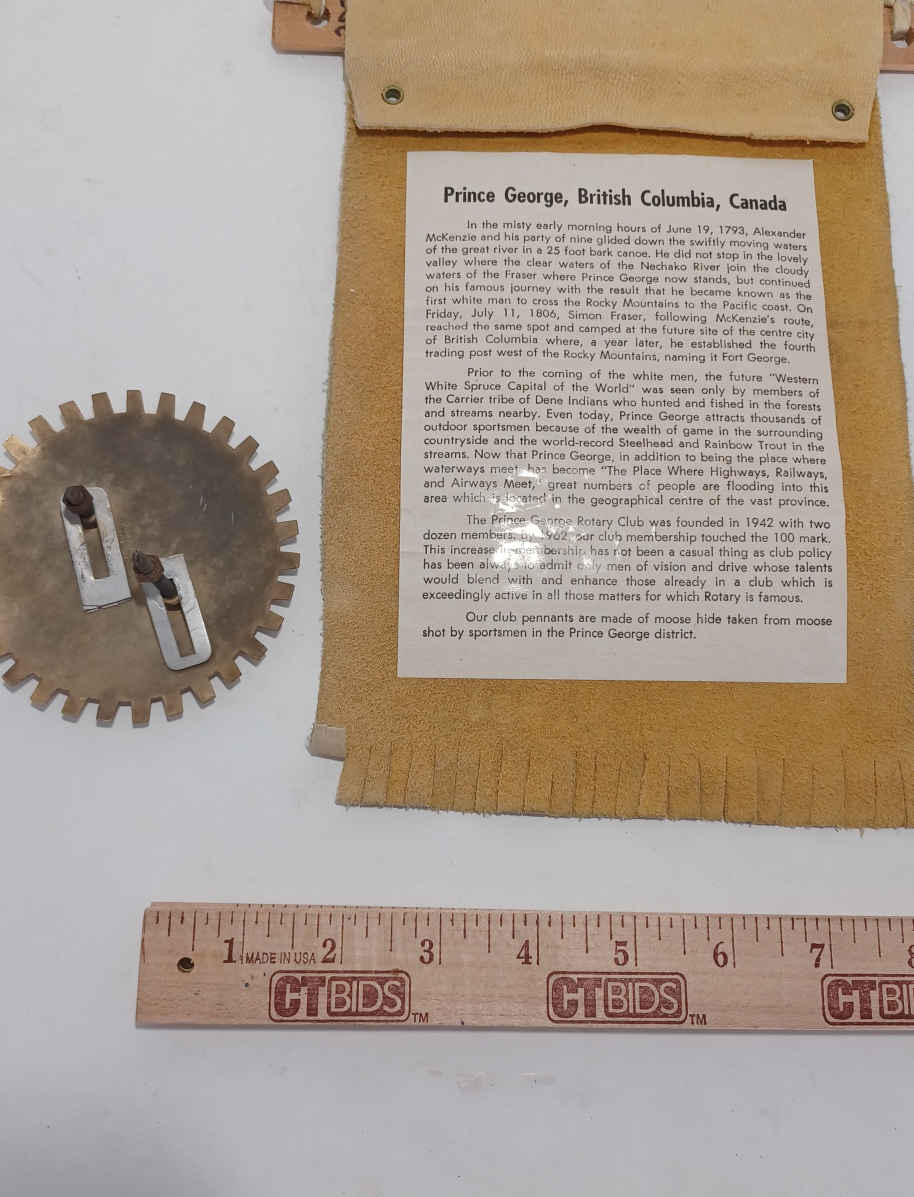 Prince George, British Columbia, Canada
In the misty early morning hours of June 19, 1793, Alexander
McKenzie and his party of nine glided down the swiftly moving waters
of the great river in a 25 foot bark canoe. He did not stop in the lovely
valley where the clear waters of the Nechako River join the cloudy
waters of the Fraser where Prince George now stands, but continued
on his famous journey with the result that he became known as the
first white man to cross the Rocky Mountains to the Pacific coast. On
Friday, July 11, 1806, Simon Fraser, following McKenzie's route,
reached the same spot and camped at the future site of the centre city
of British Columbia where, a year later, he established the fourth
trading post west of the Rocky Mountains, naming it Fort George.
Prior to the coming of the white men, the future "Western
White Spruce Capital of the World" was seen only by members of
the Carrier tribe of Dene Indians who hunted and fished in the forests
and streams nearby. Even today, Prince George attracts thousands of
outdoor sportsmen because of the wealth of game in the surrounding
countryside and the world-record Steelhead and Rainbow Trout in the
streams. Now that Prince George, in addition to being the place where
waterways meet, has become "The Place Where Highways, Railways,
and Airways Meet," great numbers of people are flooding into this
area which is located in the geographical centre of the vast province.
The Prince George Rotary Club was founded in 1942 with two
dozen members. By 1962, our club membership touched the 100 mark.
This increase in membership has not been a casual thing as club policy
has been always to admit only men of vision and drive whose talents
would blend with and enhance those already in a club which is
exceedingly active in all those matters for which Rotary is famous.
Our club pennants are made of moose hide taken from moose
shot by sportsmen in the Prince George district.
1 MADE IN USA 2 3 4 5 6 7 8
CTBIDS TM CTBIDS TM CTBI